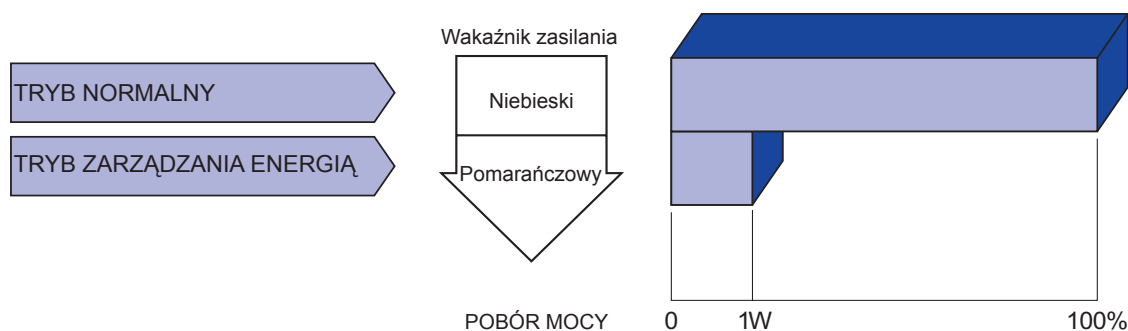 Wakaźnik zasilania
TRYB NORMALNY
Niebieski
TRYB ZARZĄDZANIA ENERGIĄ
Pomarańczowy
POBÓR MOCY
0 1W 100%